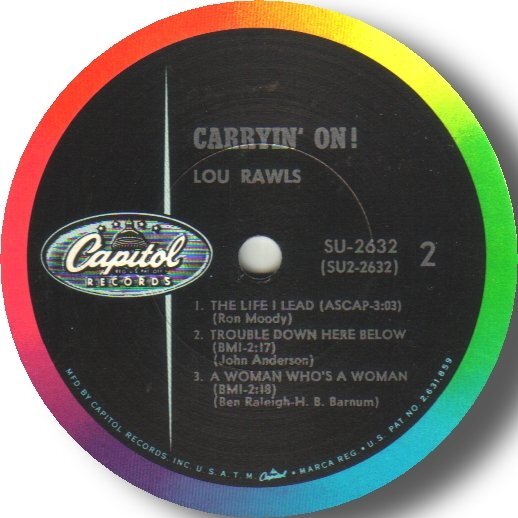 CARRYIN' ON!
LOU RAWLS
Capitol
RECORDS
SU-2632
(SU2-2632)
2
1. THE LIFE I LEAD (ASCAP-3:03)
(Ron Moody)
2. TROUBLE DOWN HERE BELOW
(BMI-2:17)
(John Anderson)
3. A WOMAN WHO'S A WOMAN
(BMI-2:18)
(Ben Raleigh-H. B. Barnum)
MFD. BY CAPITOL RECORDS, INC. U.S.A. T.M. Capitol MARCA REG. • U.S. PAT. NO. 2,631,859